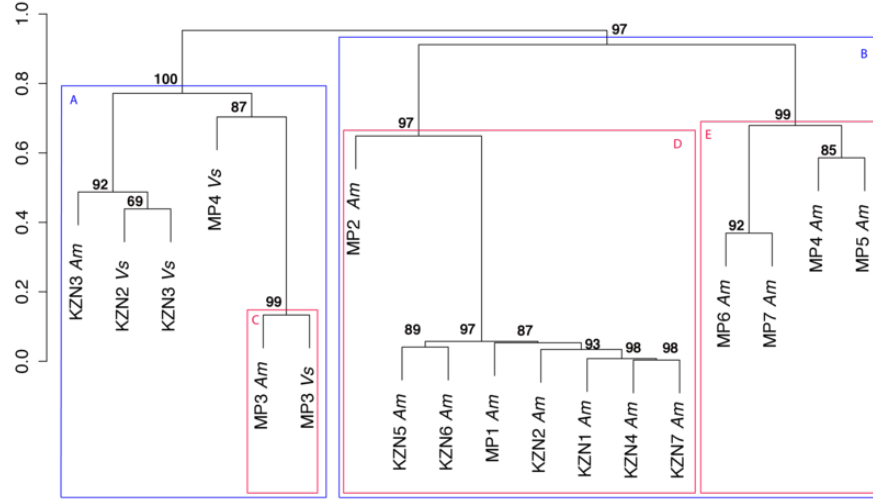 1.0
0.8
0.6
0.4
0.2
0.0
97
B
100
A
87
97
99
D
E
85
92
69
92
MP4 Vs
MP2 Am
KZN3 Am
KZN2 Vs
KZN3 Vs
MP4 Am
MP5 Am
MP6 Am
MP7 Am
99
C
89
97
87
93
98
98
MP3 Am
MP3 Vs
KZN5 Am
KZN6 Am
MP1 Am
KZN2 Am
KZN1 Am
KZN4 Am
KZN7 Am